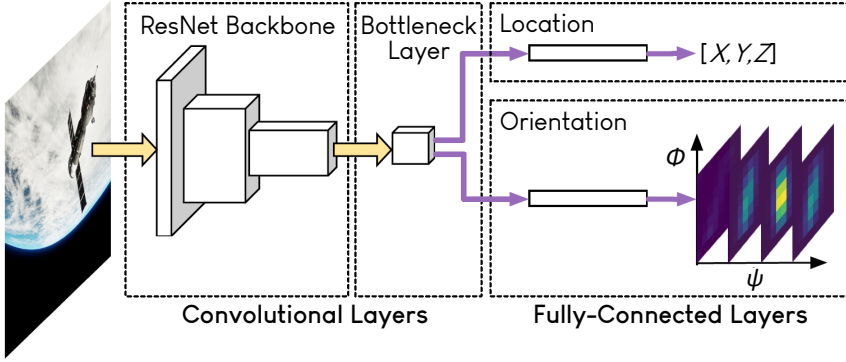 ResNet Backbone
Bottleneck
Layer
Location
[X,Y,Z]
Orientation
Φ
ψ
Convolutional Layers
Fully-Connected Layers